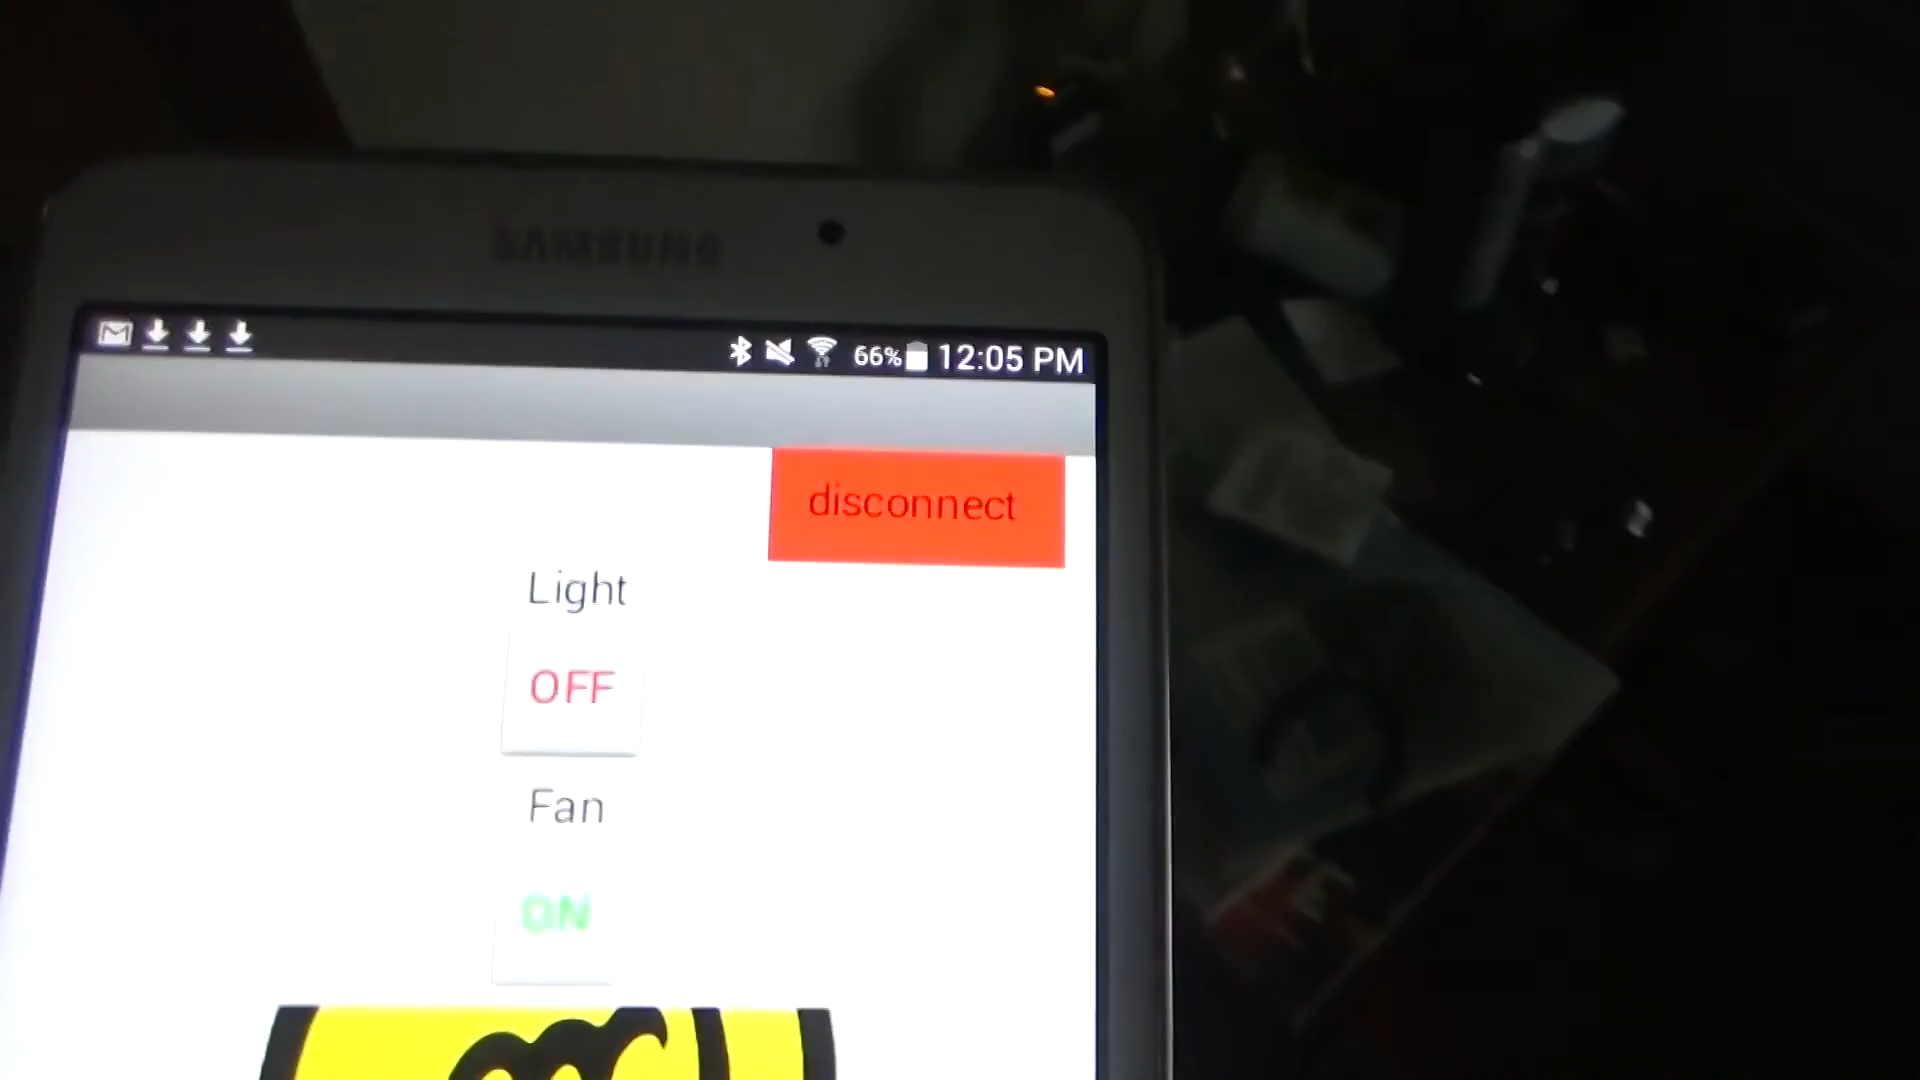 SAMSUNG
66% 12:05 PM
disconnect
Light
OFF
Fan
ON